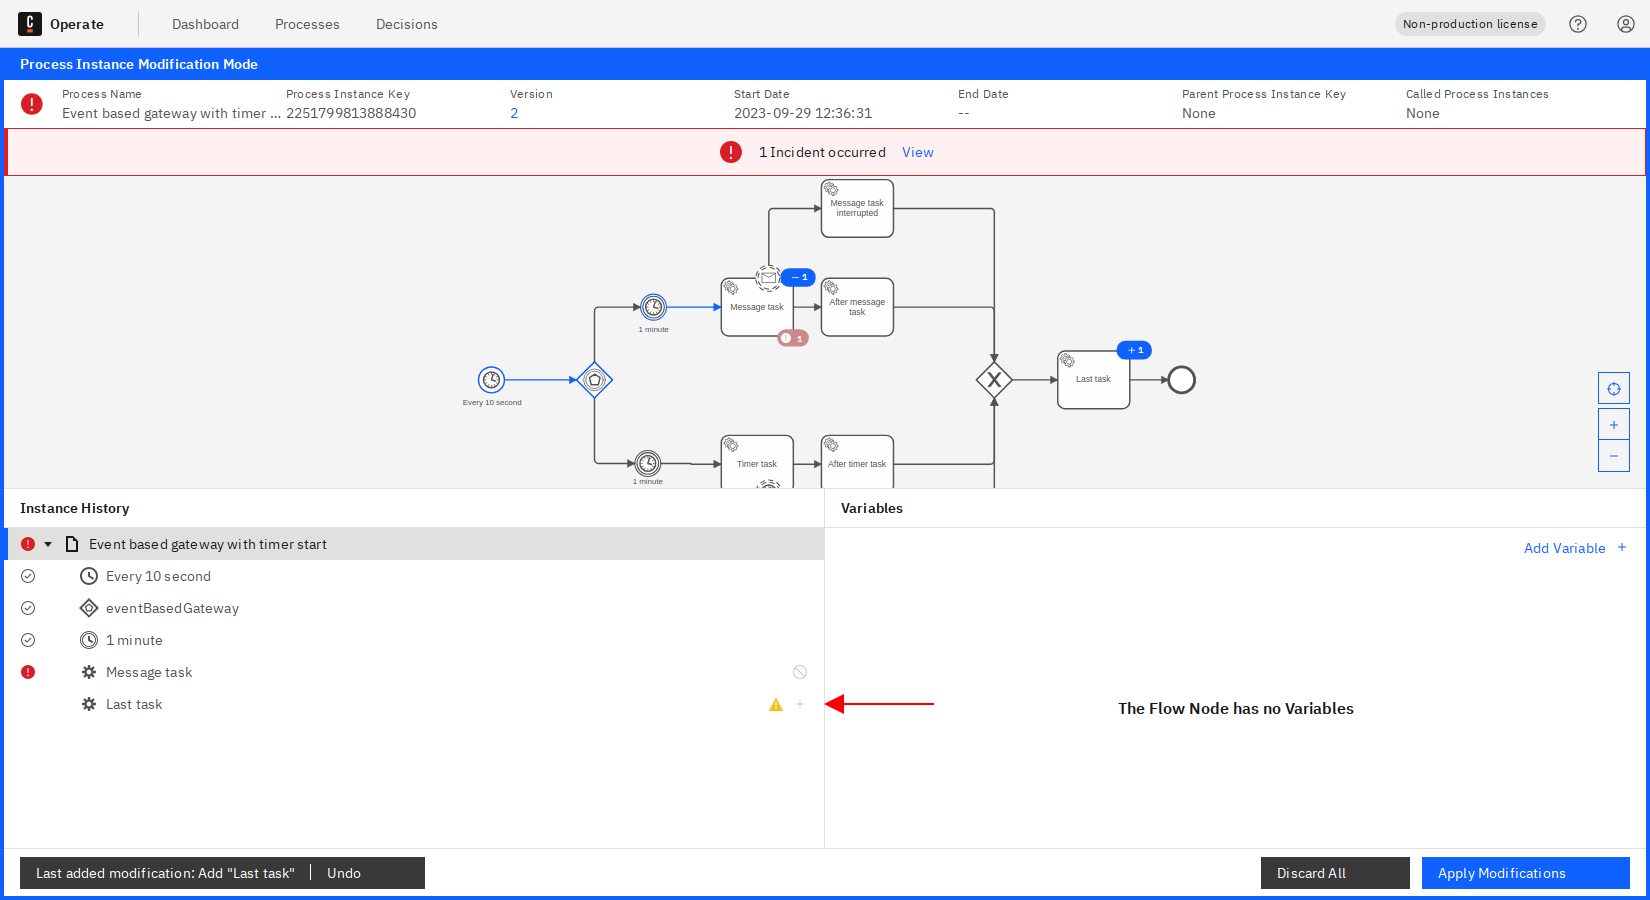 C Operate Dashboard Processes Decisions Non-production license
Process Instance Modification Mode
Process Name Process Instance Key Version Start Date End Date Parent Process Instance Key Called Process Instances
Event based gateway with timer ... 2251799813888430 2 2023-09-29 12:36:31 -- None None
1 Incident occurred View
Message task
interrupted
− 1
Message task
After message
task
1 minute
1
+ 1
Last task
X
Every 10 second
Timer task
After timer task
1 minute
+
−
Instance History
Variables
Event based gateway with timer start
Add Variable +
Every 10 second
eventBasedGateway
1 minute
Message task
Last task
+
The Flow Node has no Variables
Last added modification: Add "Last task" Undo
Discard All
Apply Modifications